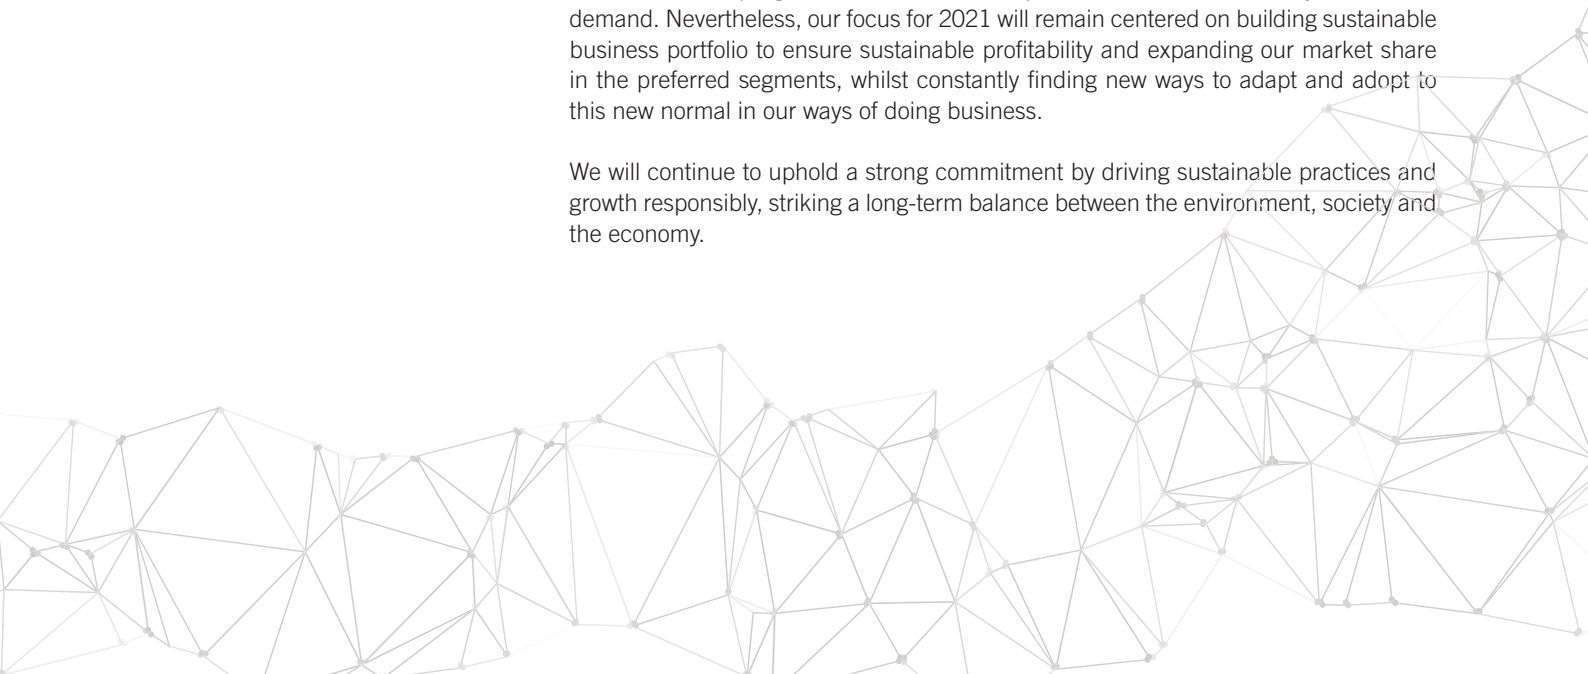 demand. Nevertheless, our focus for 2021 will remain centered on building sustainable
business portfolio to ensure sustainable profitability and expanding our market share
in the preferred segments, whilst constantly finding new ways to adapt and adopt to
this new normal in our ways of doing business.
We will continue to uphold a strong commitment by driving sustainable practices and
growth responsibly, striking a long-term balance between the environment, society and
the economy.